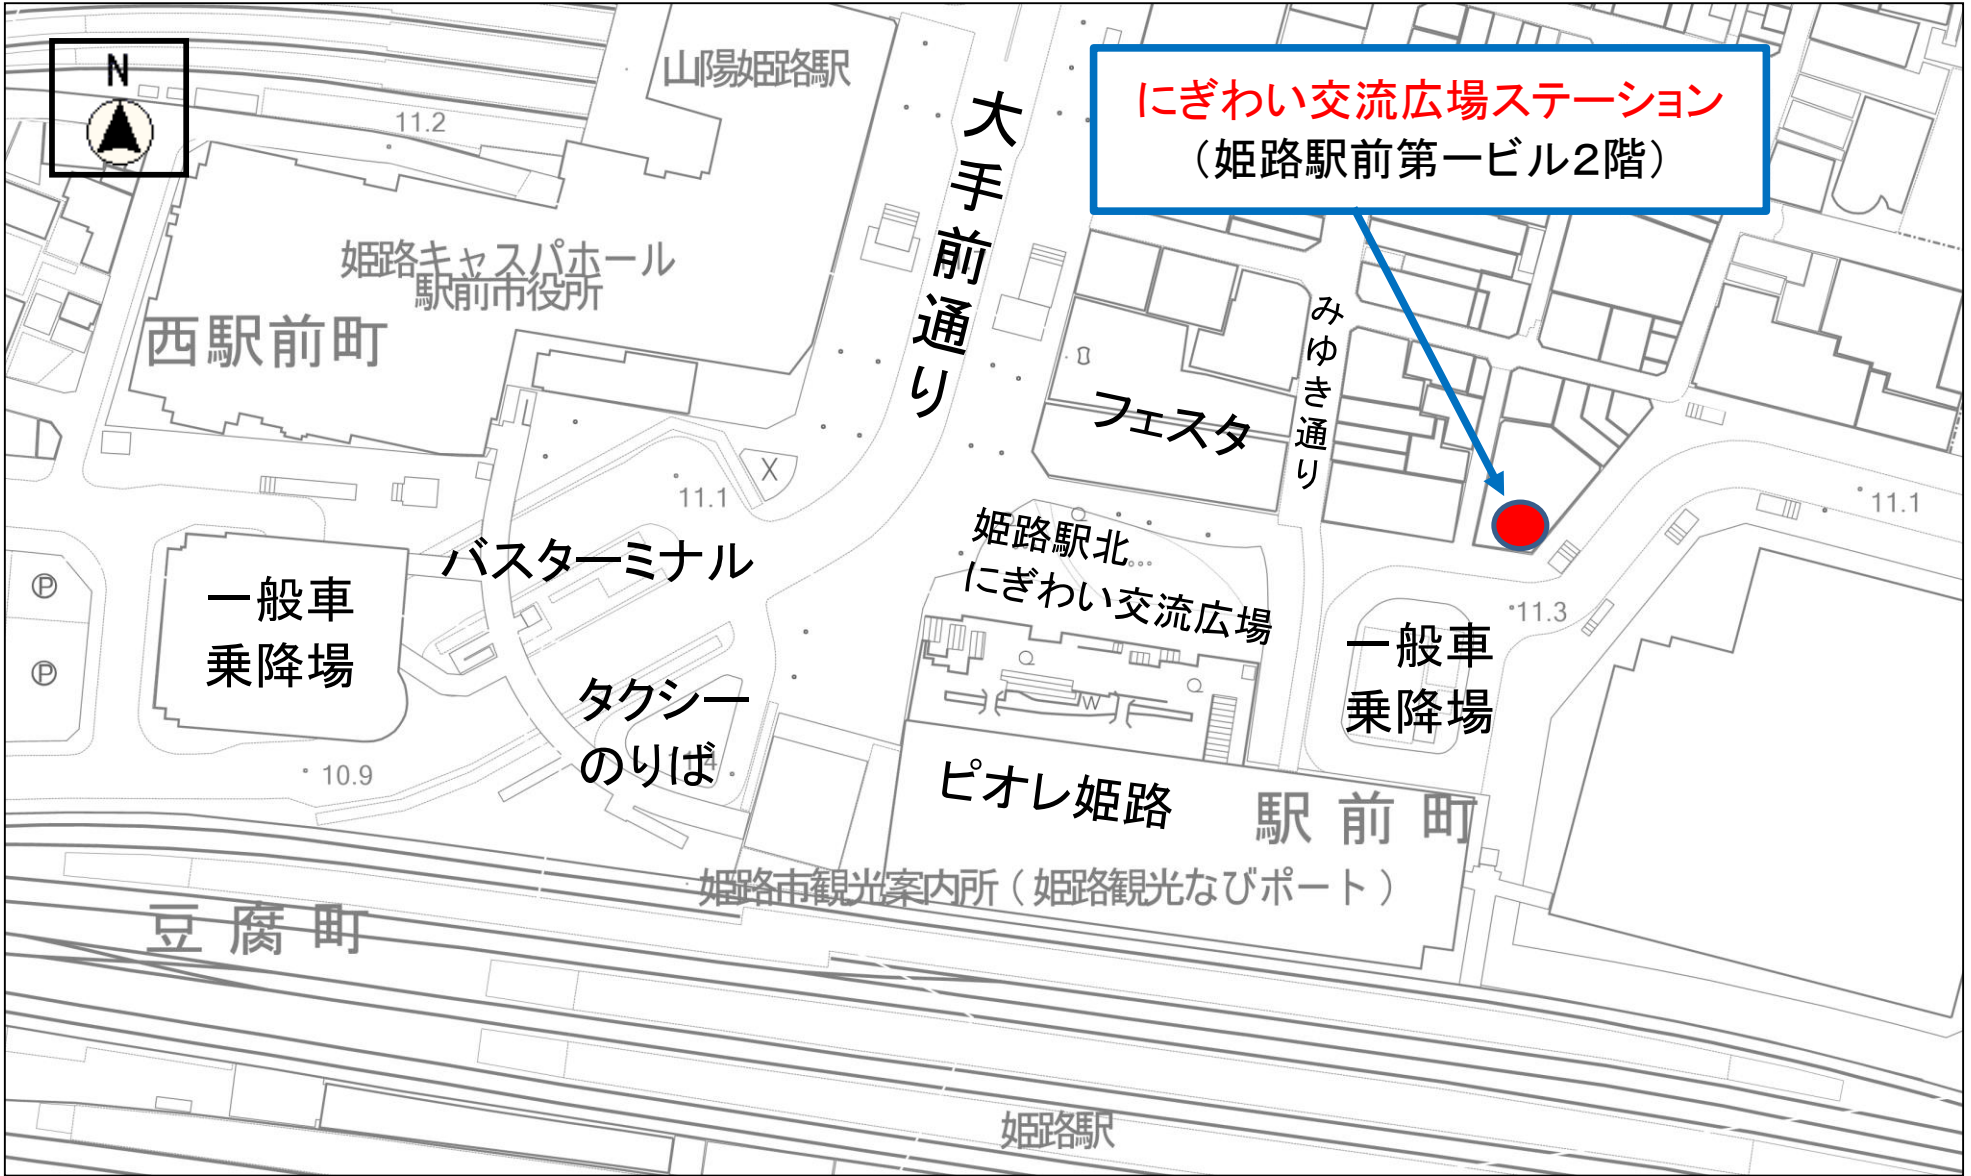 N
山陽姫路駅
11.2
大手前通り
にぎわい交流広場ステーション
（姫路駅前第一ビル2階）
姫路キャスパホール
駅前市役所
西駅前町
みゆき通り
フェスタ
X
11.1
11.1
バスターミナル
姫路駅北
にぎわい交流広場
一般車
乗降場
P
P
11.3
一般車
乗降場
タクシー
のりば
11.4
W
10.9
ピオレ姫路
駅前町
姫路市観光案内所（姫路観光なびポート）
豆腐町
姫路駅